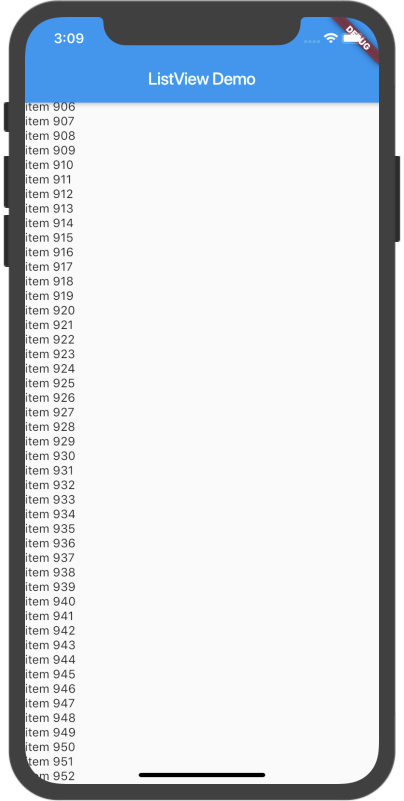 3:09
DEBUG
ListView Demo
item 906
item 907
item 908
item 909
item 910
item 911
item 912
item 913
item 914
item 915
item 916
item 917
item 918
item 919
item 920
item 921
item 922
item 923
item 924
item 925
item 926
item 927
item 928
item 929
item 930
item 931
item 932
item 933
item 934
item 935
item 936
item 937
item 938
item 939
item 940
item 941
item 942
item 943
item 944
item 945
item 946
item 947
item 948
item 949
item 950
item 951
item 952